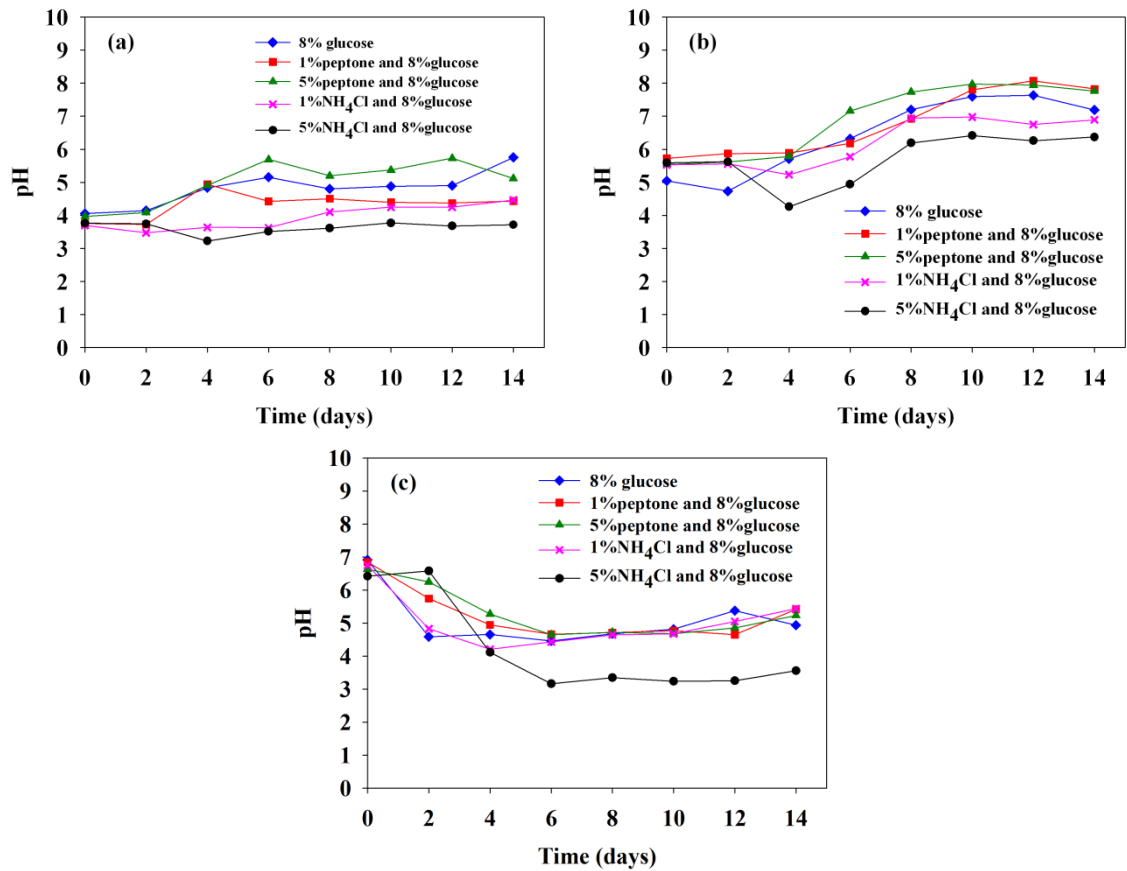 (a)
8% glucose
1%peptone and 8%glucose
5%peptone and 8%glucose
1%NH4Cl and 8%glucose
5%NH4Cl and 8%glucose
pH
10
9
8
7
6
5
4
3
2
1
0
0 2 4 6 8 10 12 14
Time (days)
(b)
8% glucose
1%peptone and 8%glucose
5%peptone and 8%glucose
1%NH4Cl and 8%glucose
5%NH4Cl and 8%glucose
pH
10
9
8
7
6
5
4
3
2
1
0
0 2 4 6 8 10 12 14
Time (days)
(c)
8% glucose
1%peptone and 8%glucose
5%peptone and 8%glucose
1%NH4Cl and 8%glucose
5%NH4Cl and 8%glucose
pH
10
9
8
7
6
5
4
3
2
1
0
0 2 4 6 8 10 12 14
Time (days)